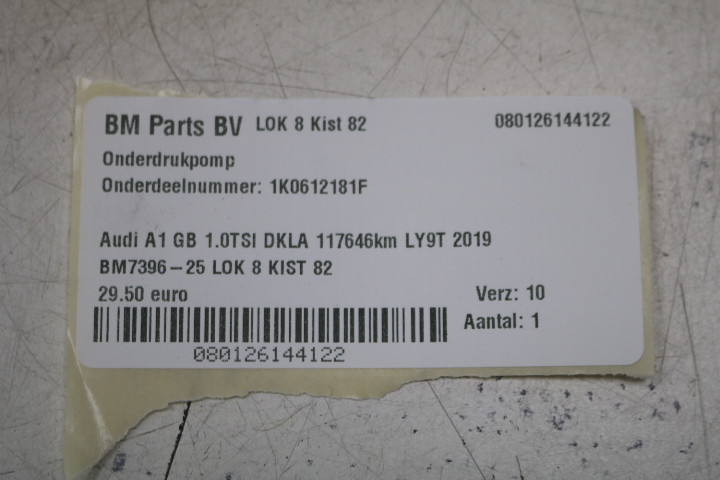 BM Parts BV LOK 8 Kist 82 080126144122
Onderdrukpomp
Onderdeelnummer: 1K0612181F
Audi A1 GB 1.0TSI DKLA 117646km LY9T 2019
BM7396-25 LOK 8 KIST 82
29.50 euro Verz: 10
Aantal: 1
080126144122